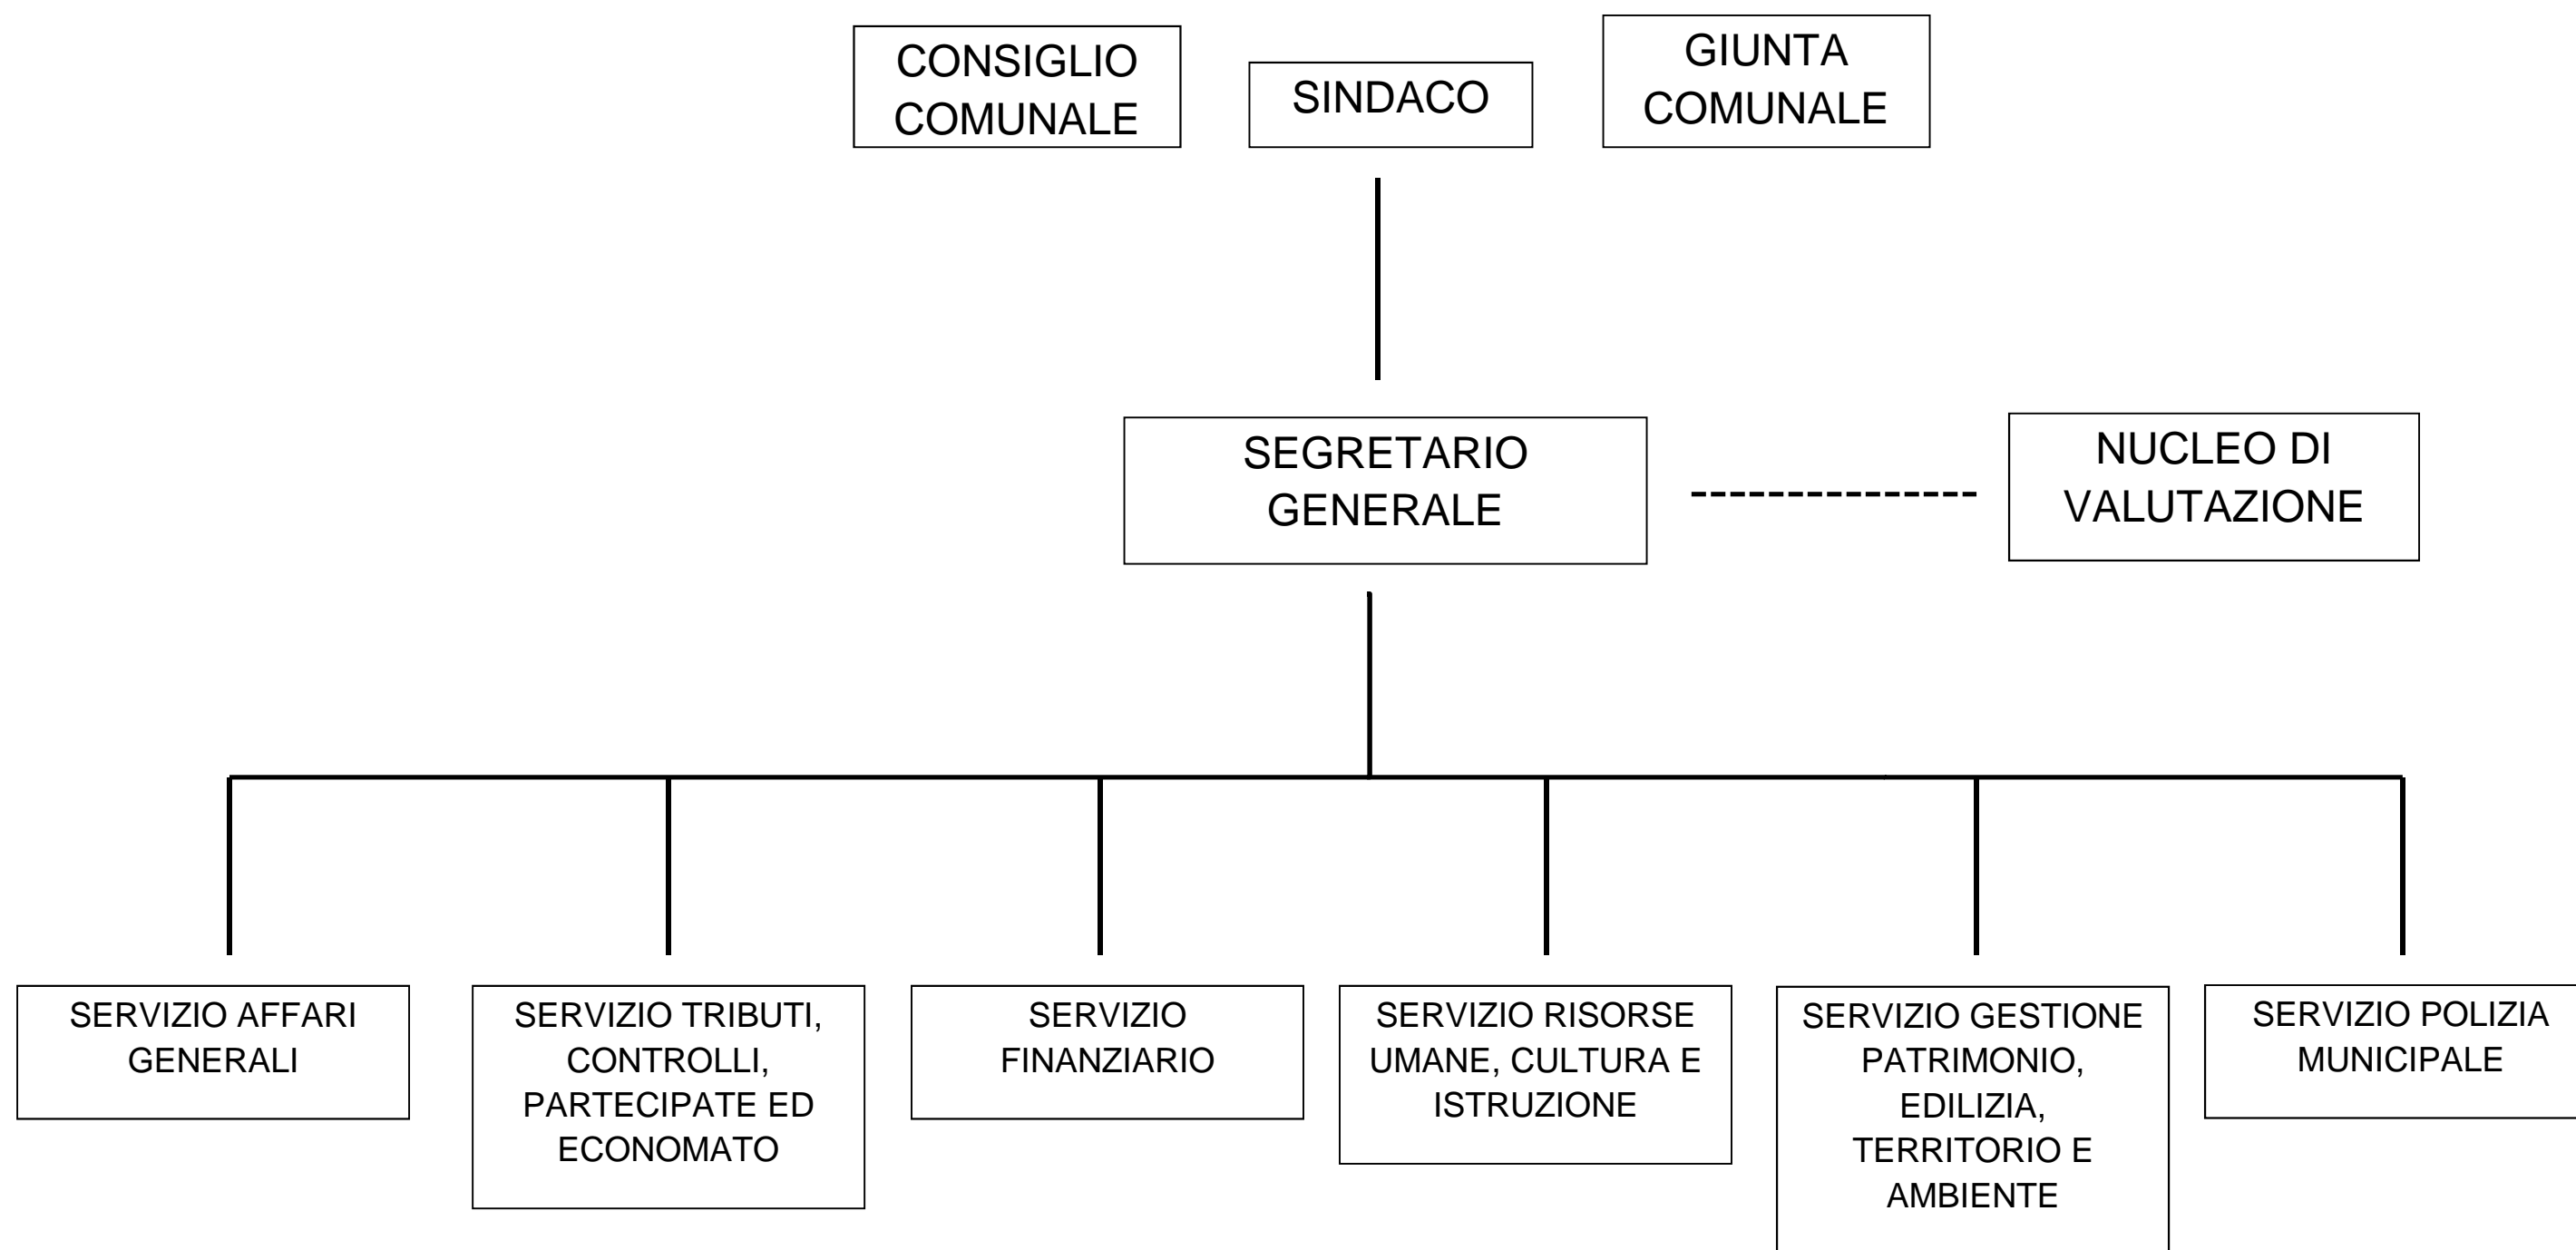 CONSIGLIO
COMUNALE
SINDACO
GIUNTA
COMUNALE
SEGRETARIO
GENERALE
NUCLEO DI
VALUTAZIONE
SERVIZIO AFFARI
GENERALI
SERVIZIO TRIBUTI,
CONTROLLI,
PARTECIPATE ED
ECONOMATO
SERVIZIO
FINANZIARIO
SERVIZIO RISORSE
UMANE, CULTURA E
ISTRUZIONE
SERVIZIO GESTIONE
PATRIMONIO,
EDILIZIA,
TERRITORIO E
AMBIENTE
SERVIZIO POLIZIA
MUNICIPALE